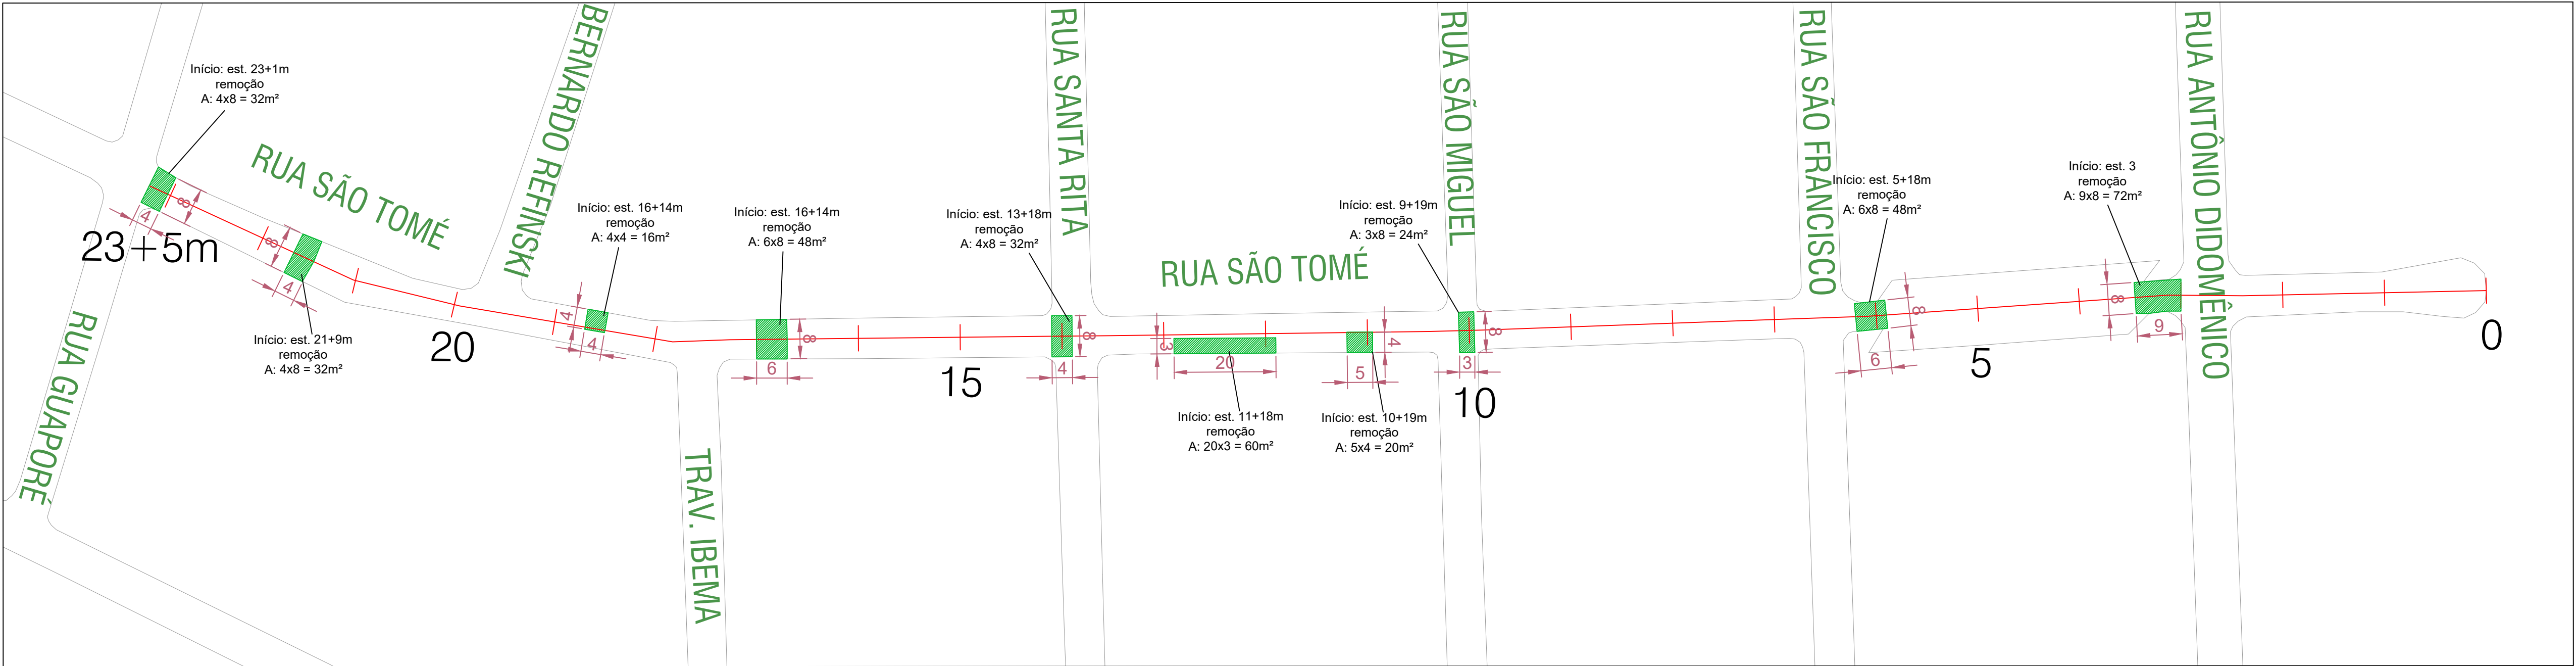 BERNARDO REFINSKI
RUA SANTA RITA
RUA SÃO MIGUEL
RUA SÃO FRANCISCO
RUA ANTÔNIO DIDOMÊNICO
Início: est. 23+1m
remoção
A: 4x8 = 32m²
RUA SÃO TOMÉ
8
4
23+5m
8
4
Início: est. 21+9m
remoção
A: 4x8 = 32m²
RUA GUAPORÉ
20
Início: est. 16+14m
remoção
A: 4x4 = 16m²
4
4
Início: est. 16+14m
remoção
A: 6x8 = 48m²
8
6
TRAV. IBEMA
15
Início: est. 13+18m
remoção
A: 4x8 = 32m²
8
4
RUA SÃO TOMÉ
3
20
Início: est. 11+18m
remoção
A: 20x3 = 60m²
4
5
Início: est. 10+19m
remoção
A: 5x4 = 20m²
Início: est. 9+19m
remoção
A: 3x8 = 24m²
8
3
10
Início: est. 5+18m
remoção
A: 6x8 = 48m²
8
6
5
Início: est. 3
remoção
A: 9x8 = 72m²
8
9
0